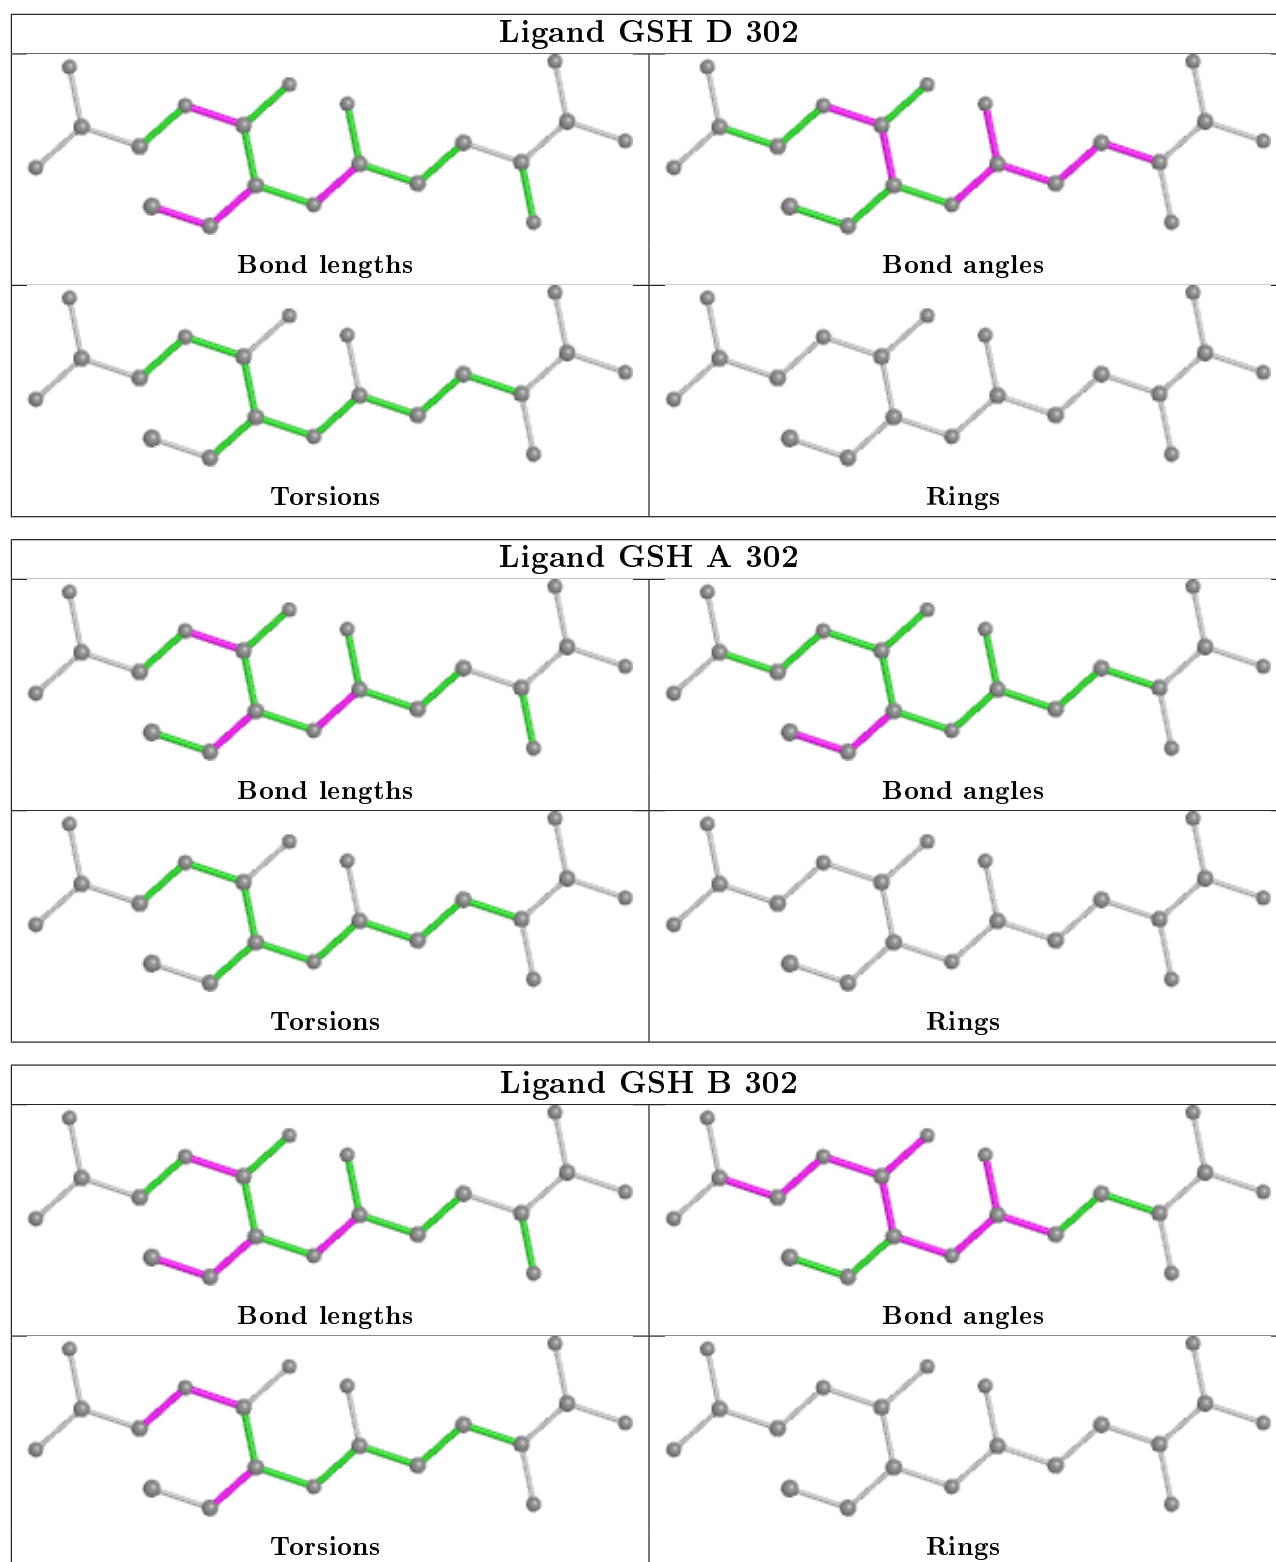 Ligand GSH D 302
Bond lengths
Bond angles
Torsions
Rings
Ligand GSH A 302
Bond lengths
Bond angles
Torsions
Rings
Ligand GSH B 302
Bond lengths
Bond angles
Torsions
Rings